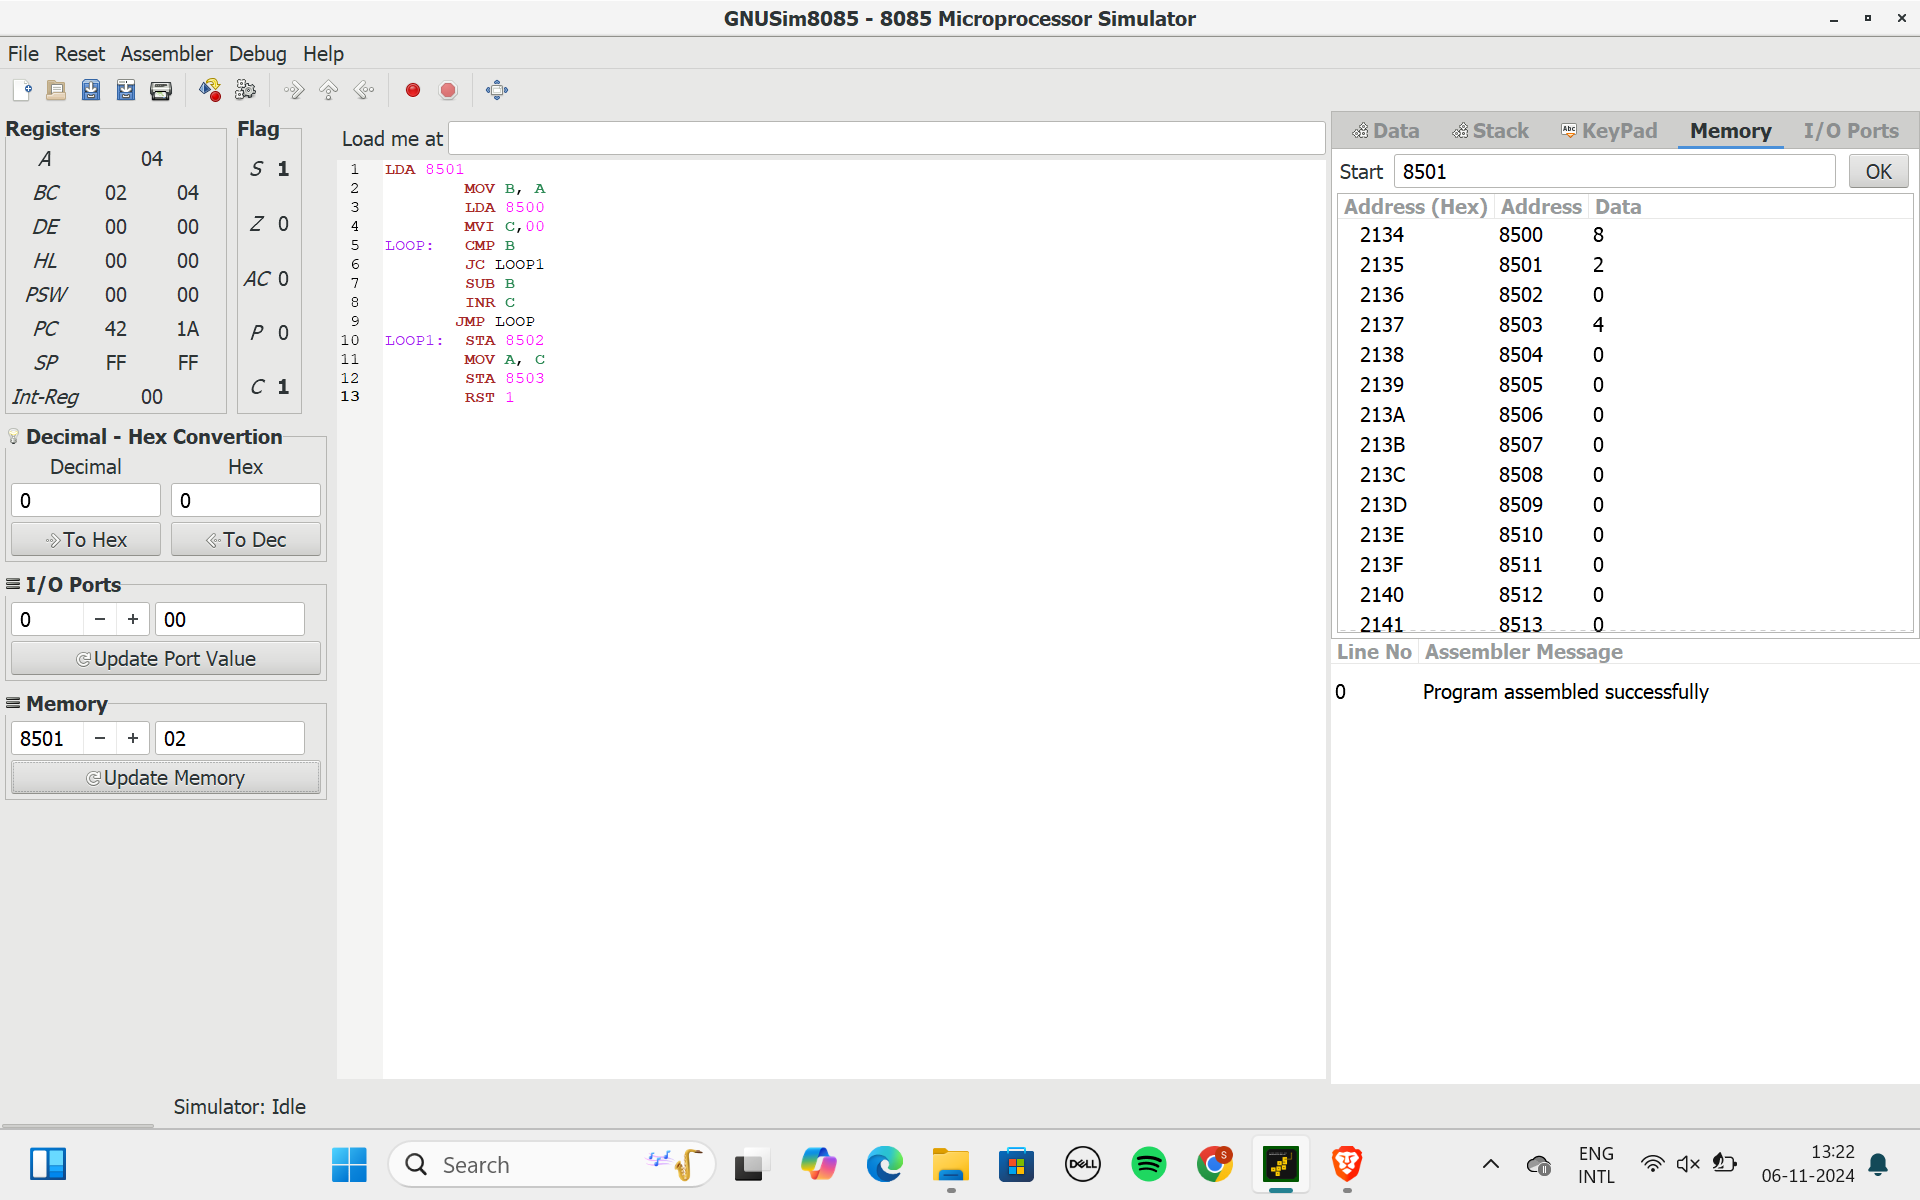 GNUSim8085 - 8085 Microprocessor Simulator
File Reset Assembler Debug Help
Registers
A 04
BC 02 04
DE 00 00
HL 00 00
PSW 00 00
PC 42 1A
SP FF FF
Int-Reg 00
Flag
S 1
Z 0
AC 0
P 0
C 1
Decimal - Hex Convertion
Decimal Hex
0 0
To Hex To Dec
I/O Ports
0 − + 00
Update Port Value
Memory
8501 − + 02
Update Memory
Load me at
1 LDA 8501
2 MOV B, A
3 LDA 8500
4 MVI C,00
5 LOOP: CMP B
6 JC LOOP1
7 SUB B
8 INR C
9 JMP LOOP
10 LOOP1: STA 8502
11 MOV A, C
12 STA 8503
13 RST 1
Data Stack Abc KeyPad Memory I/O Ports
Start 8501 OK
Address (Hex) Address Data
2134 8500 8
2135 8501 2
2136 8502 0
2137 8503 4
2138 8504 0
2139 8505 0
213A 8506 0
213B 8507 0
213C 8508 0
213D 8509 0
213E 8510 0
213F 8511 0
2140 8512 0
2141 8513 0
Line No Assembler Message
0 Program assembled successfully
Simulator: Idle
Search
DELL
S
ENG
INTL
13:22
06-11-2024